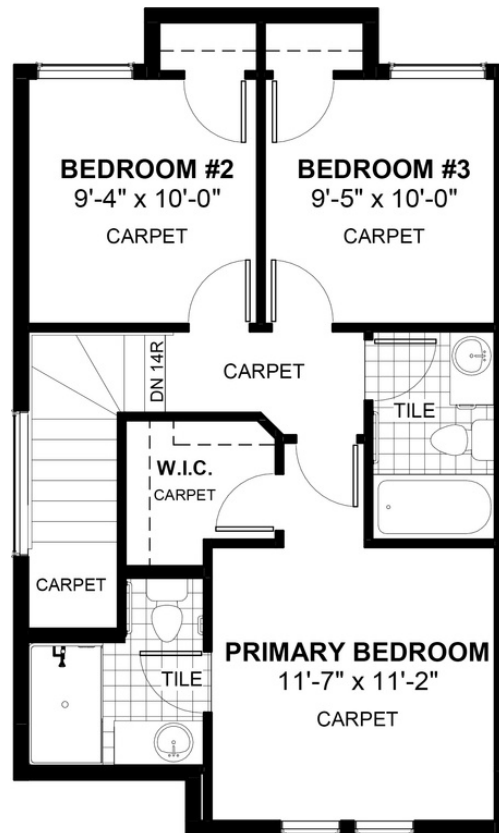 BEDROOM #2
9'-4" x 10'-0"
CARPET
BEDROOM #3
9'-5" x 10'-0"
CARPET
DN 14R
CARPET
TILE
W.I.C.
CARPET
CARPET
TILE
PRIMARY BEDROOM
11'-7" x 11'-2"
CARPET